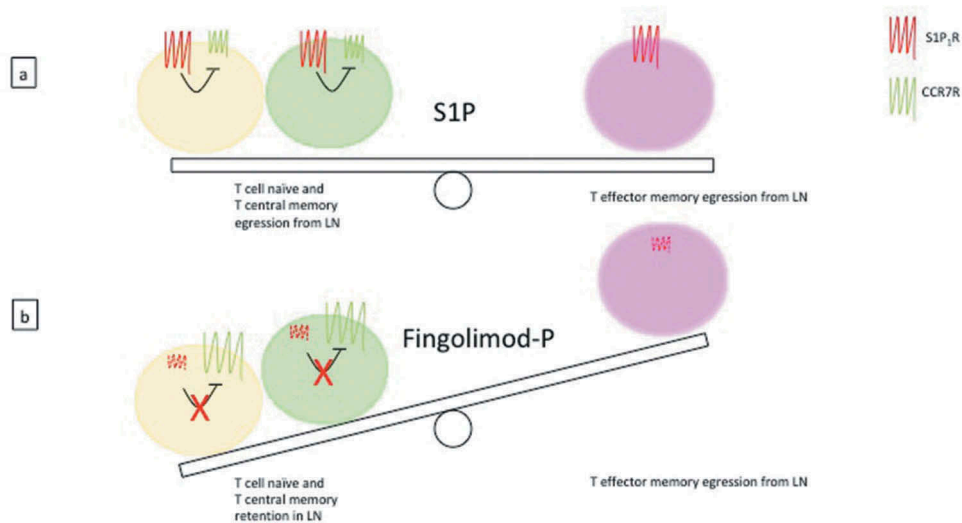 a
S1P₁R
CCR7R
S1P
T cell naïve and
T central memory
egression from LN
T effector memory egression from LN
b
Fingolimod-P
X
X
T cell naïve and
T central memory
retention in LN
T effector memory egression from LN